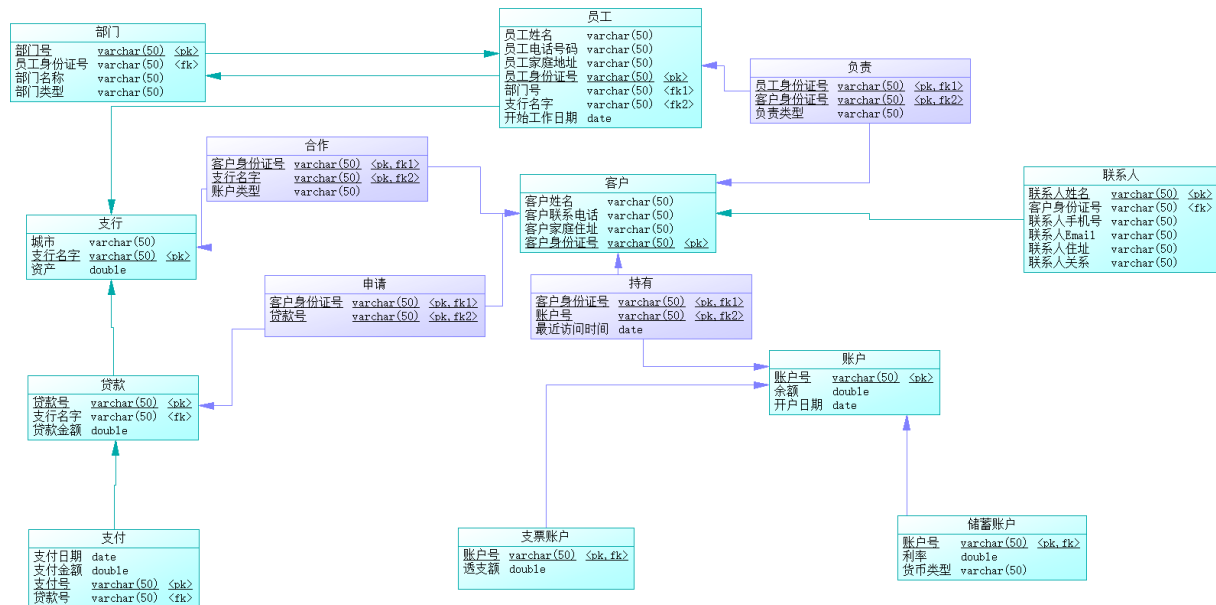 部门
部门号 varchar(50) <pk>
员工身份证号 varchar(50) <fk>
部门名称 varchar(50)
部门类型 varchar(50)
员工
员工姓名 varchar(50)
员工电话号码 varchar(50)
员工家庭地址 varchar(50)
员工身份证号 varchar(50) <pk>
部门号 varchar(50) <fk1>
支行名字 varchar(50) <fk2>
开始工作日期 date
负责
员工身份证号 varchar(50) <pk,fk1>
客户身份证号 varchar(50) <pk,fk2>
负责类型 varchar(50)
合作
客户身份证号 varchar(50) <pk,fk1>
支行名字 varchar(50) <pk,fk2>
账户类型 varchar(50)
客户
客户姓名 varchar(50)
客户联系电话 varchar(50)
客户家庭住址 varchar(50)
客户身份证号 varchar(50) <pk>
联系人
联系人姓名 varchar(50) <pk>
客户身份证号 varchar(50) <fk>
联系人手机号 varchar(50)
联系人Email varchar(50)
联系人住址 varchar(50)
联系人关系 varchar(50)
支行
城市 varchar(50)
支行名字 varchar(50) <pk>
资产 double
申请
客户身份证号 varchar(50) <pk,fk1>
贷款号 varchar(50) <pk,fk2>
持有
客户身份证号 varchar(50) <pk,fk1>
账户号 varchar(50) <pk,fk2>
最近访问时间 date
账户
账户号 varchar(50) <pk>
余额 double
开户日期 date
贷款
贷款号 varchar(50) <pk>
支行名字 varchar(50) <fk>
贷款金额 double
支付
支付日期 date
支付金额 double
支付号 varchar(50) <pk>
贷款号 varchar(50) <fk>
支票账户
账户号 varchar(50) <pk,fk>
透支额 double
储蓄账户
账户号 varchar(50) <pk,fk>
利率 double
货币类型 varchar(50)